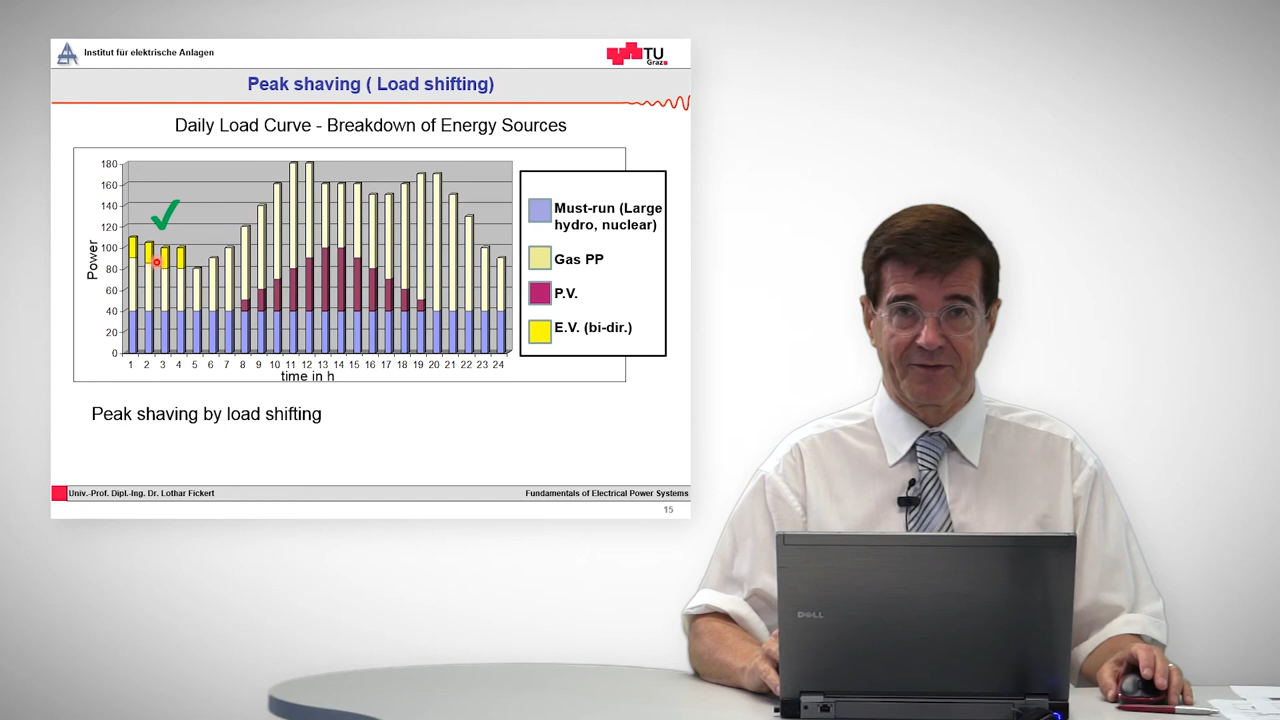 Institut für elektrische Anlagen
TU
Graz
Peak shaving ( Load shifting)
Daily Load Curve - Breakdown of Energy Sources
180
160
140
120
100
80
60
40
20
0
Power
1 2 3 4 5 6 7 8 9 10 11 12 13 14 15 16 17 18 19 20 21 22 23 24
time in h
Must-run (Large
hydro, nuclear)
Gas PP
P.V.
E.V. (bi-dir.)
Peak shaving by load shifting
Univ.-Prof. Dipl.-Ing. Dr. Lothar Fickert
Fundamentals of Electrical Power Systems
15
DELL